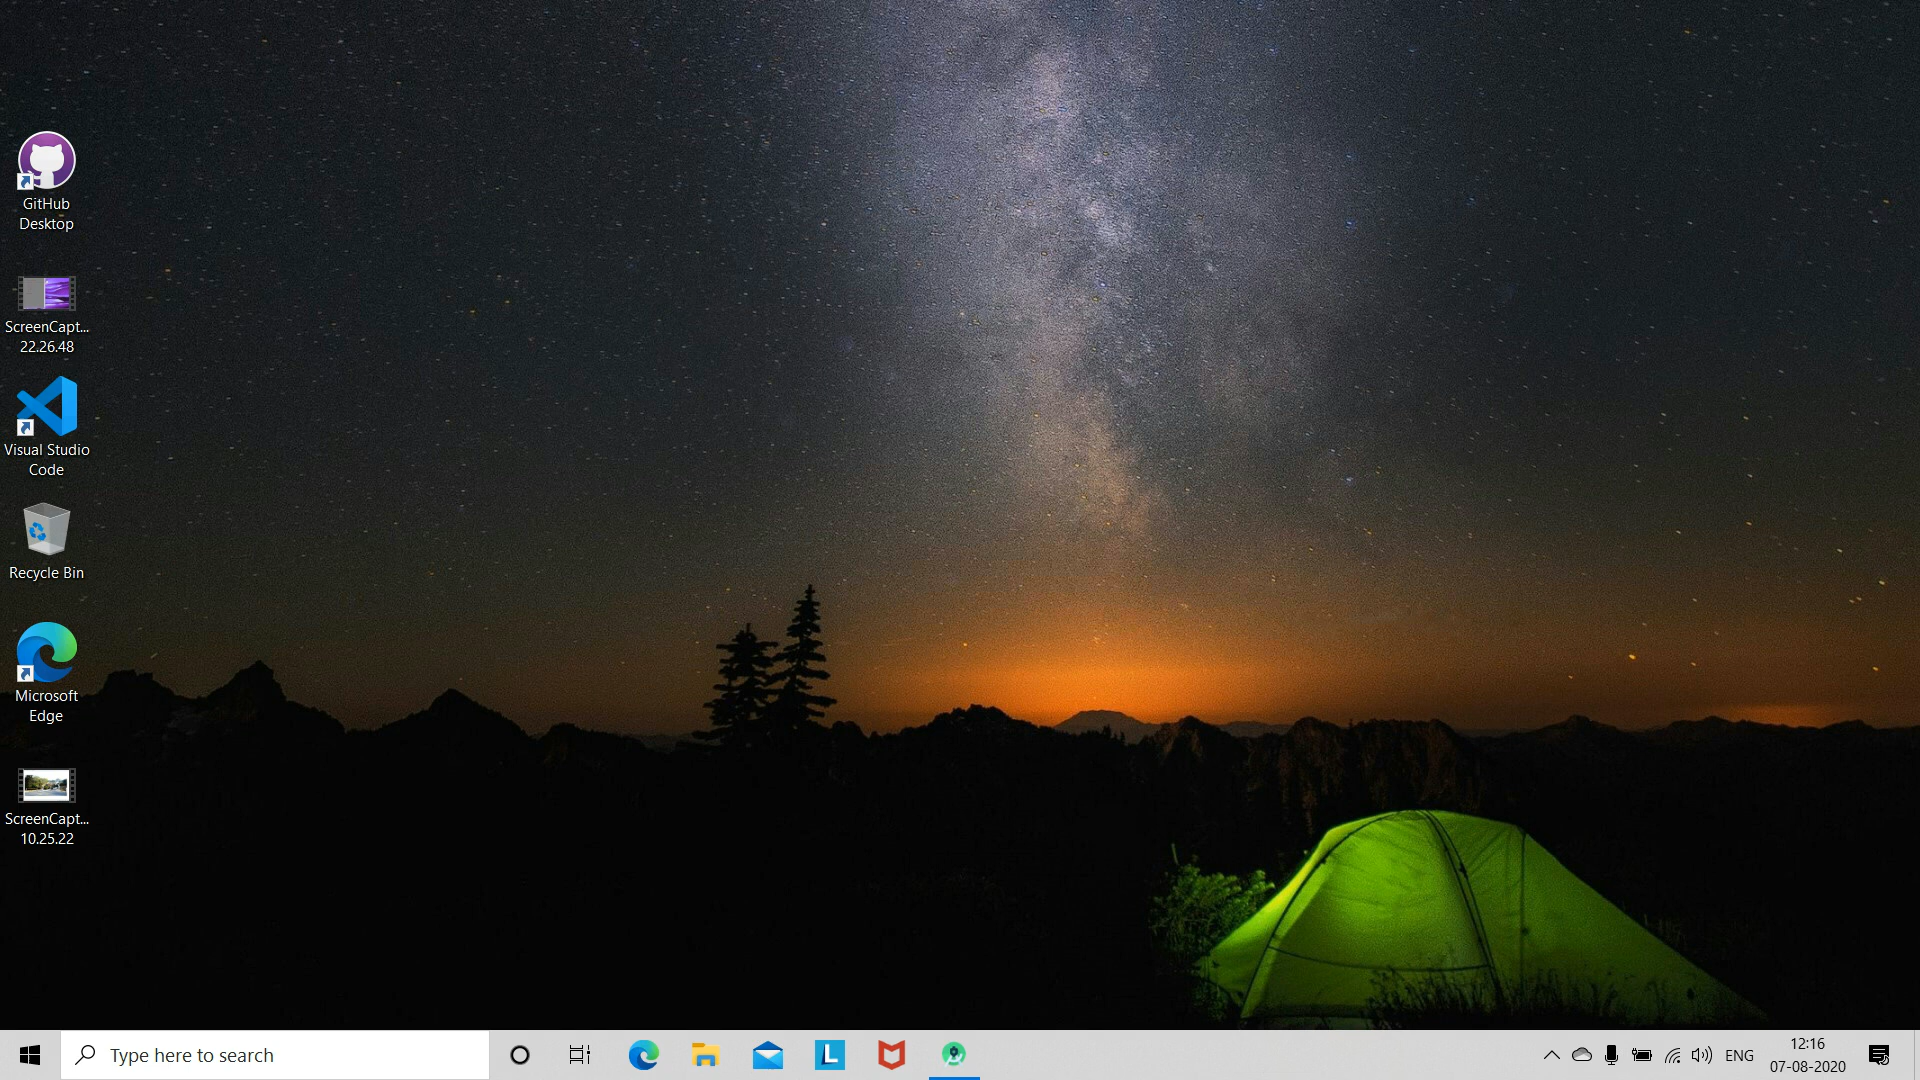 GitHub
Desktop
ScreenCapt...
22.26.48
Visual Studio
Code
Recycle Bin
Microsoft
Edge
ScreenCapt...
10.25.22
Type here to search
L
ENG
12:16
07-08-2020